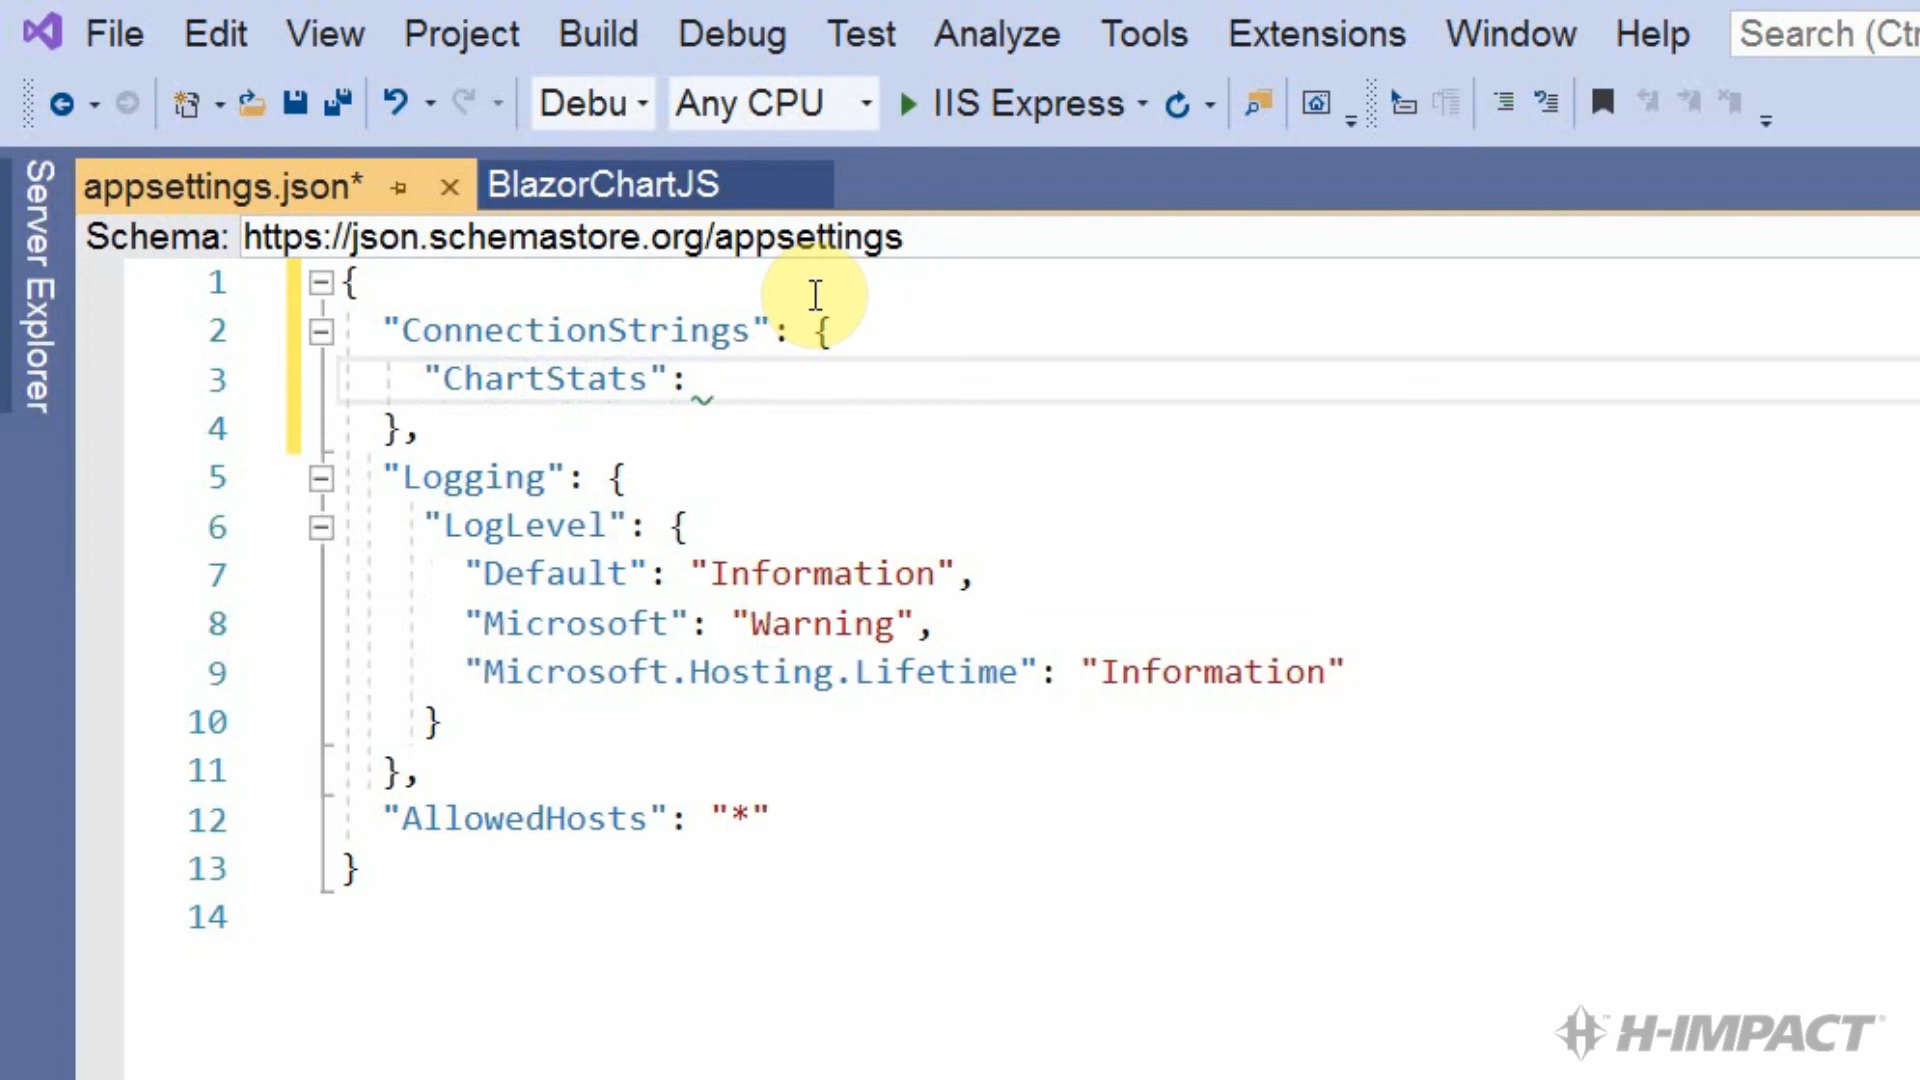 File Edit View Project Build Debug Test Analyze Tools Extensions Window Help Search (Ctr
Debu Any CPU IIS Express
Server Explorer
appsettings.json* BlazorChartJS
Schema: https://json.schemastore.org/appsettings
1 {
2 "ConnectionStrings": {
3 "ChartStats":
4 },
5 "Logging": {
6 "LogLevel": {
7 "Default": "Information",
8 "Microsoft": "Warning",
9 "Microsoft.Hosting.Lifetime": "Information"
10 }
11 },
12 "AllowedHosts": "*"
13 }
14
H-IMPACT